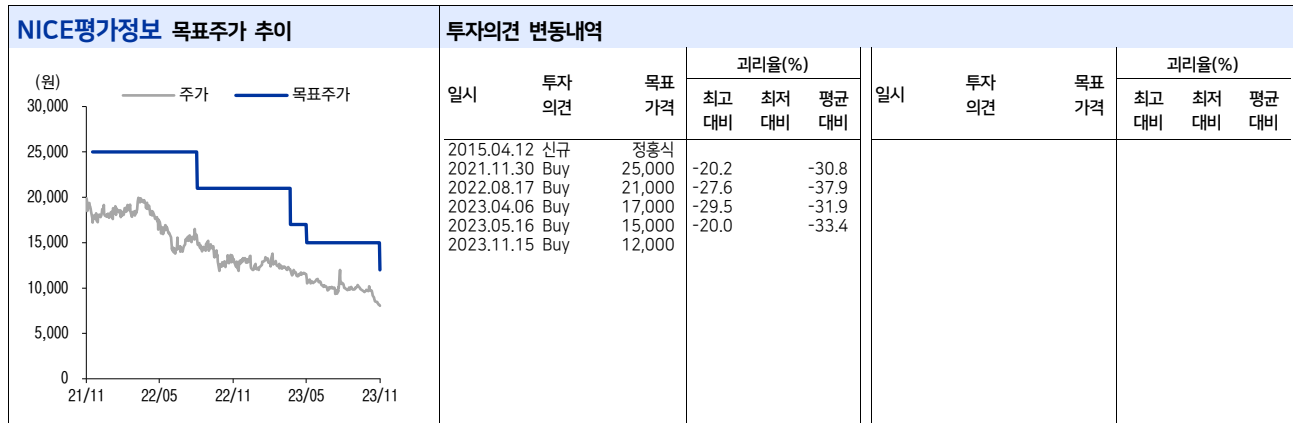 NICE평가정보 목표주가 추이
(원)
주가
목표주가
30,000
25,000
20,000
15,000
10,000
5,000
0
21/11 22/05 22/11 23/05 23/11
투자의견 변동내역
일시 투자의견 목표가격 괴리율(%)
최고대비 최저대비 평균대비
2015.04.12 신규 정홍식
2021.11.30 Buy 25,000 -20.2 -30.8
2022.08.17 Buy 21,000 -27.6 -37.9
2023.04.06 Buy 17,000 -29.5 -31.9
2023.05.16 Buy 15,000 -20.0 -33.4
2023.11.15 Buy 12,000
일시 투자의견 목표가격 괴리율(%)
최고대비 최저대비 평균대비